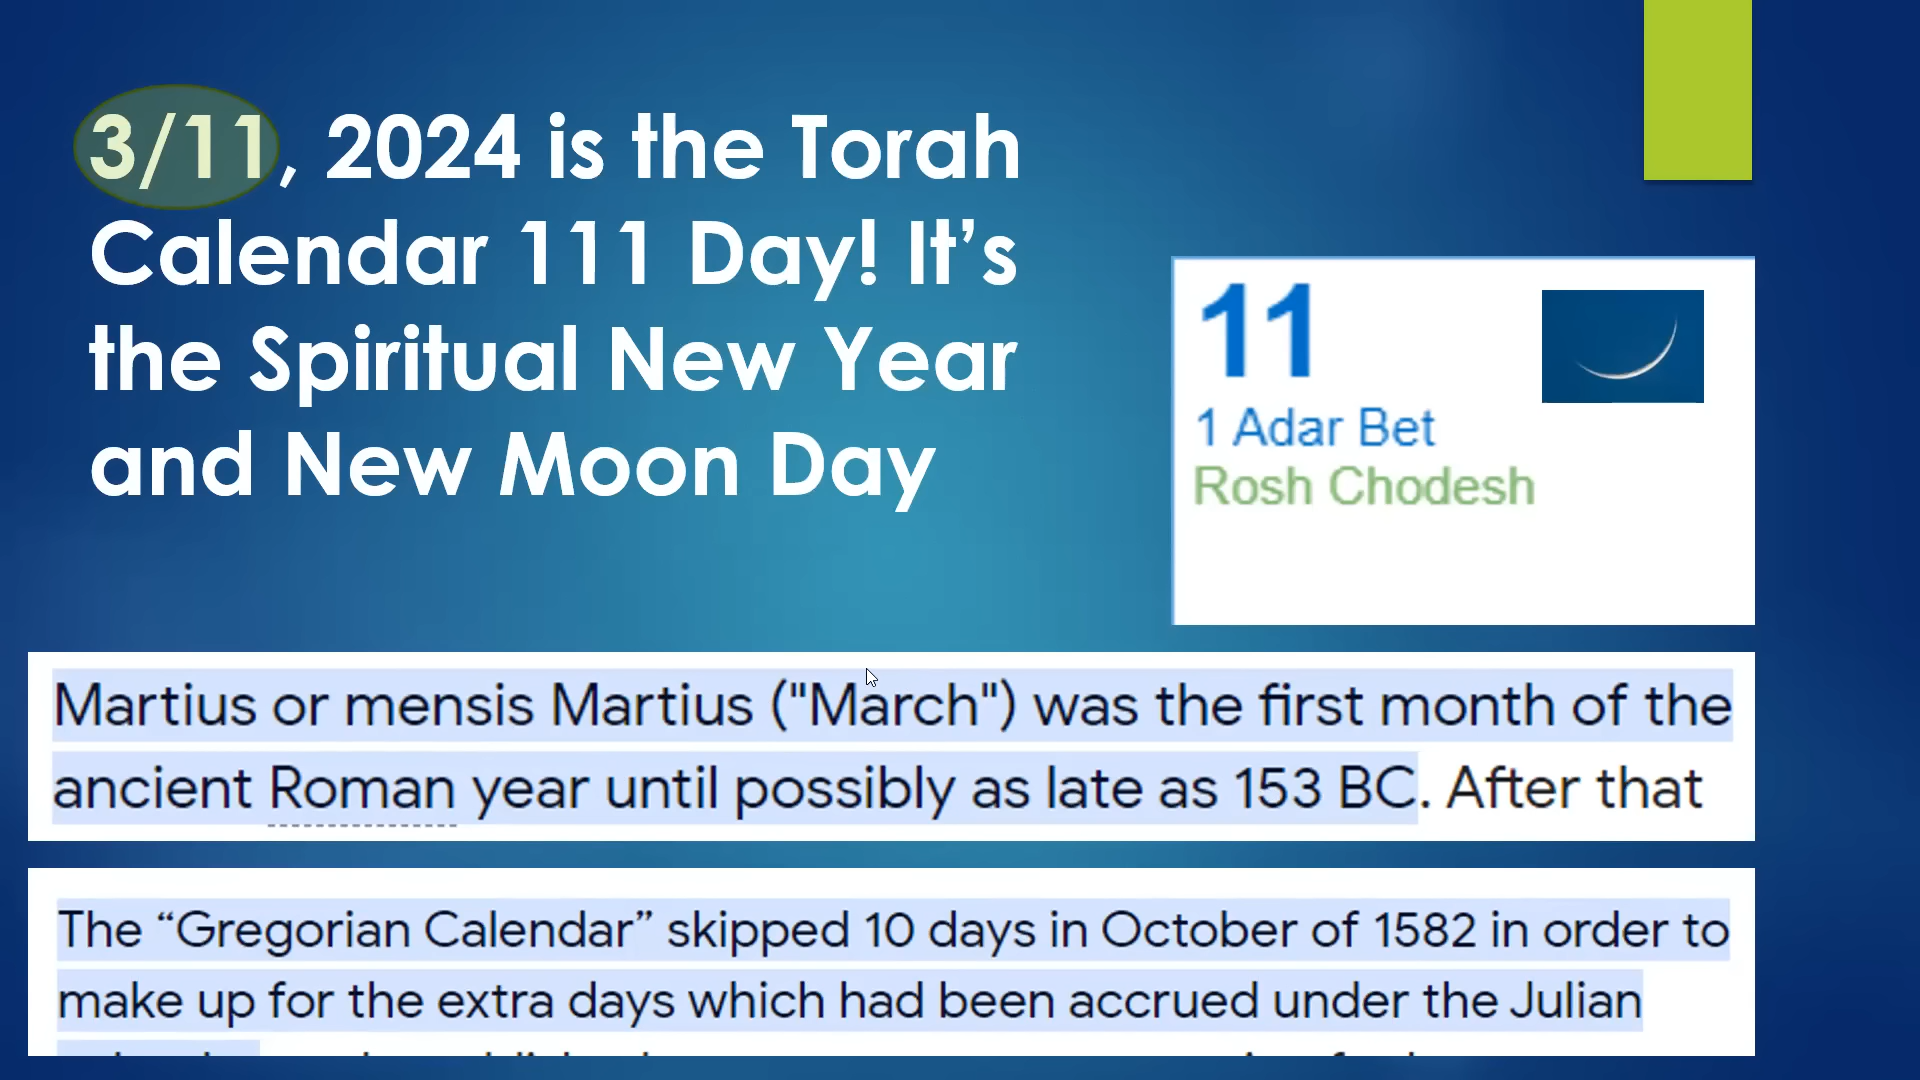 3/11, 2024 is the Torah
Calendar 111 Day! It’s
the Spiritual New Year
and New Moon Day
11
1 Adar Bet
Rosh Chodesh
Martius or mensis Martius ("March") was the first month of the
ancient Roman year until possibly as late as 153 BC. After that
The “Gregorian Calendar” skipped 10 days in October of 1582 in order to
make up for the extra days which had been accrued under the Julian